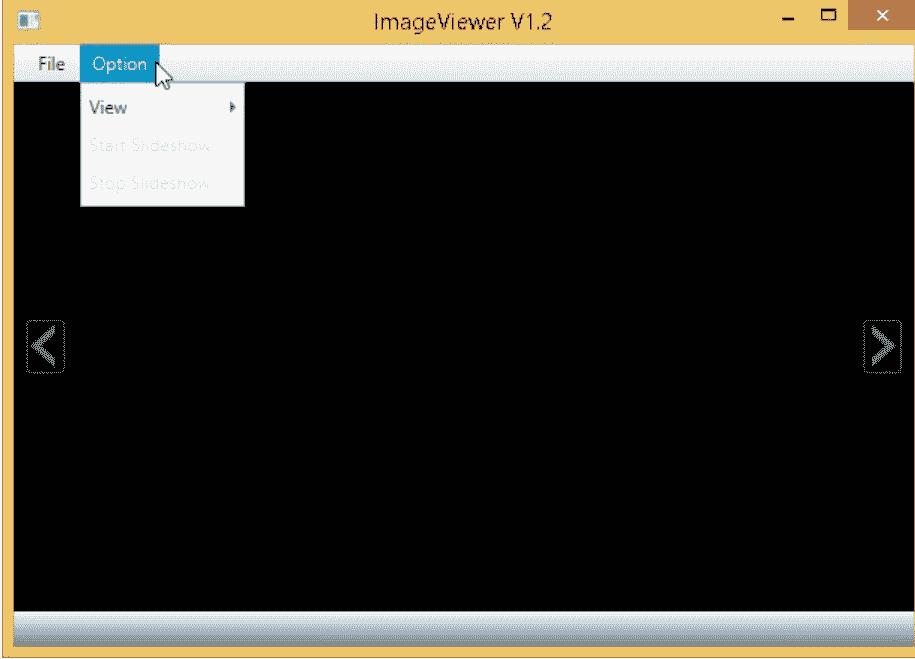 ImageViewer V1.2
File Option
View
Start Slideshow
Stop Slideshow